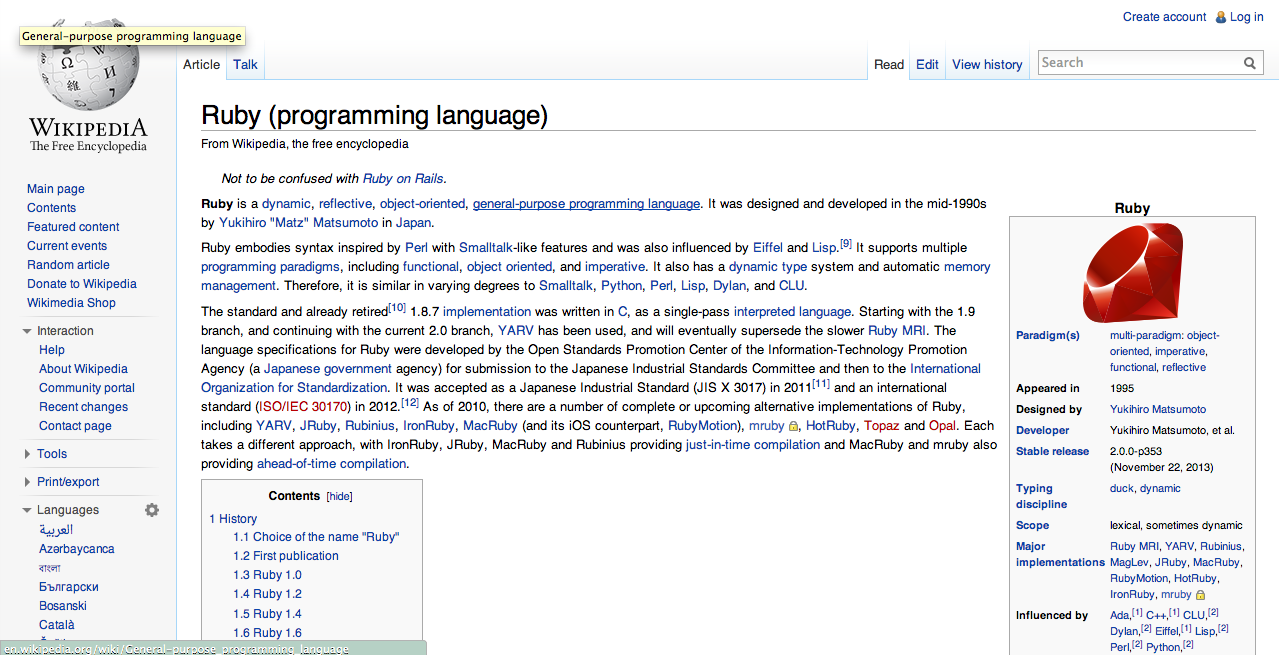 Create account Log in
General-purpose programming language
Article Talk Read Edit View history Search
WIKIPEDIA
The Free Encyclopedia
Main page
Contents
Featured content
Current events
Random article
Donate to Wikipedia
Wikimedia Shop
Interaction
Help
About Wikipedia
Community portal
Recent changes
Contact page
Tools
Print/export
Languages
العربية
Azərbaycanca
বাংলা
Български
Bosanski
Català
Ruby (programming language)
From Wikipedia, the free encyclopedia
Not to be confused with Ruby on Rails.
Ruby is a dynamic, reflective, object-oriented, general-purpose programming language. It was designed and developed in the mid-1990s
by Yukihiro "Matz" Matsumoto in Japan.
Ruby embodies syntax inspired by Perl with Smalltalk-like features and was also influenced by Eiffel and Lisp.[9] It supports multiple
programming paradigms, including functional, object oriented, and imperative. It also has a dynamic type system and automatic memory
management. Therefore, it is similar in varying degrees to Smalltalk, Python, Perl, Lisp, Dylan, and CLU.
The standard and already retired[10] 1.8.7 implementation was written in C, as a single-pass interpreted language. Starting with the 1.9
branch, and continuing with the current 2.0 branch, YARV has been used, and will eventually supersede the slower Ruby MRI. The
language specifications for Ruby were developed by the Open Standards Promotion Center of the Information-Technology Promotion
Agency (a Japanese government agency) for submission to the Japanese Industrial Standards Committee and then to the International
Organization for Standardization. It was accepted as a Japanese Industrial Standard (JIS X 3017) in 2011[11] and an international
standard (ISO/IEC 30170) in 2012.[12] As of 2010, there are a number of complete or upcoming alternative implementations of Ruby,
including YARV, JRuby, Rubinius, IronRuby, MacRuby (and its iOS counterpart, RubyMotion), mruby, HotRuby, Topaz and Opal. Each
takes a different approach, with IronRuby, JRuby, MacRuby and Rubinius providing just-in-time compilation and MacRuby and mruby also
providing ahead-of-time compilation.
Contents [hide]
1 History
1.1 Choice of the name "Ruby"
1.2 First publication
1.3 Ruby 1.0
1.4 Ruby 1.2
1.5 Ruby 1.4
1.6 Ruby 1.6
Ruby
Paradigm(s) multi-paradigm: object-
oriented, imperative,
functional, reflective
Appeared in 1995
Designed by Yukihiro Matsumoto
Developer Yukihiro Matsumoto, et al.
Stable release 2.0.0-p353
(November 22, 2013)
Typing duck, dynamic
discipline
Scope lexical, sometimes dynamic
Major Ruby MRI, YARV, Rubinius,
implementations MagLev, JRuby, MacRuby,
RubyMotion, HotRuby,
IronRuby, mruby
Influenced by Ada,[1] C++,[1] CLU,[2]
Dylan,[2] Eiffel,[1] Lisp,[2]
Perl,[2] Python,[2]
en.wikipedia.org/wiki/General-purpose_programming_language